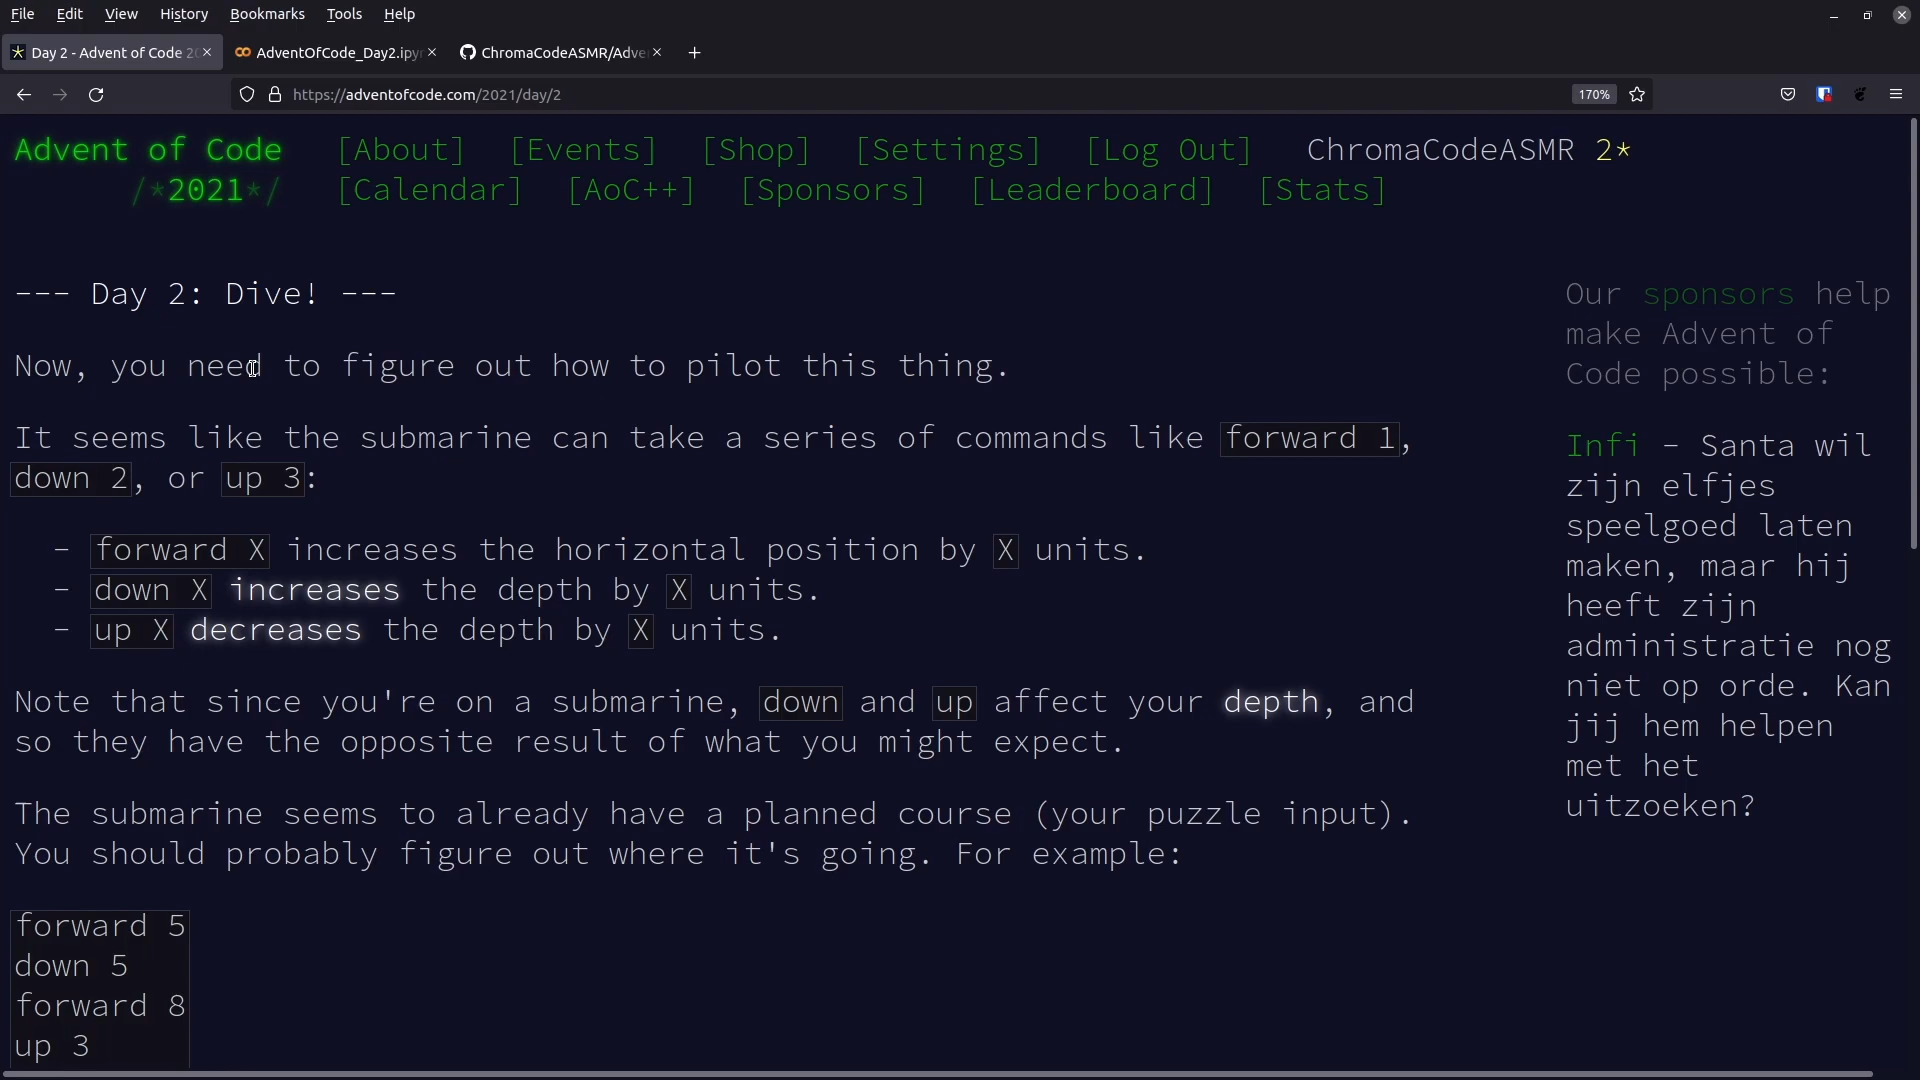 File Edit View History Bookmarks Tools Help
Day 2 - Advent of Code 20 AdventOfCode_Day2.ipy ChromaCodeASMR/Adve
https://adventofcode.com/2021/day/2 170%
Advent of Code [About] [Events] [Shop] [Settings] [Log Out] ChromaCodeASMR 2*
/*2021*/ [Calendar] [AoC++] [Sponsors] [Leaderboard] [Stats]
--- Day 2: Dive! ---
Now, you need to figure out how to pilot this thing.
It seems like the submarine can take a series of commands like forward 1,
down 2, or up 3:
- forward X increases the horizontal position by X units.
- down X increases the depth by X units.
- up X decreases the depth by X units.
Note that since you're on a submarine, down and up affect your depth, and
so they have the opposite result of what you might expect.
The submarine seems to already have a planned course (your puzzle input).
You should probably figure out where it's going. For example:
forward 5
down 5
forward 8
up 3
Our sponsors help
make Advent of
Code possible:
Infi - Santa wil
zijn elfjes
speelgoed laten
maken, maar hij
heeft zijn
administratie nog
niet op orde. Kan
jij hem helpen
met het
uitzoeken?